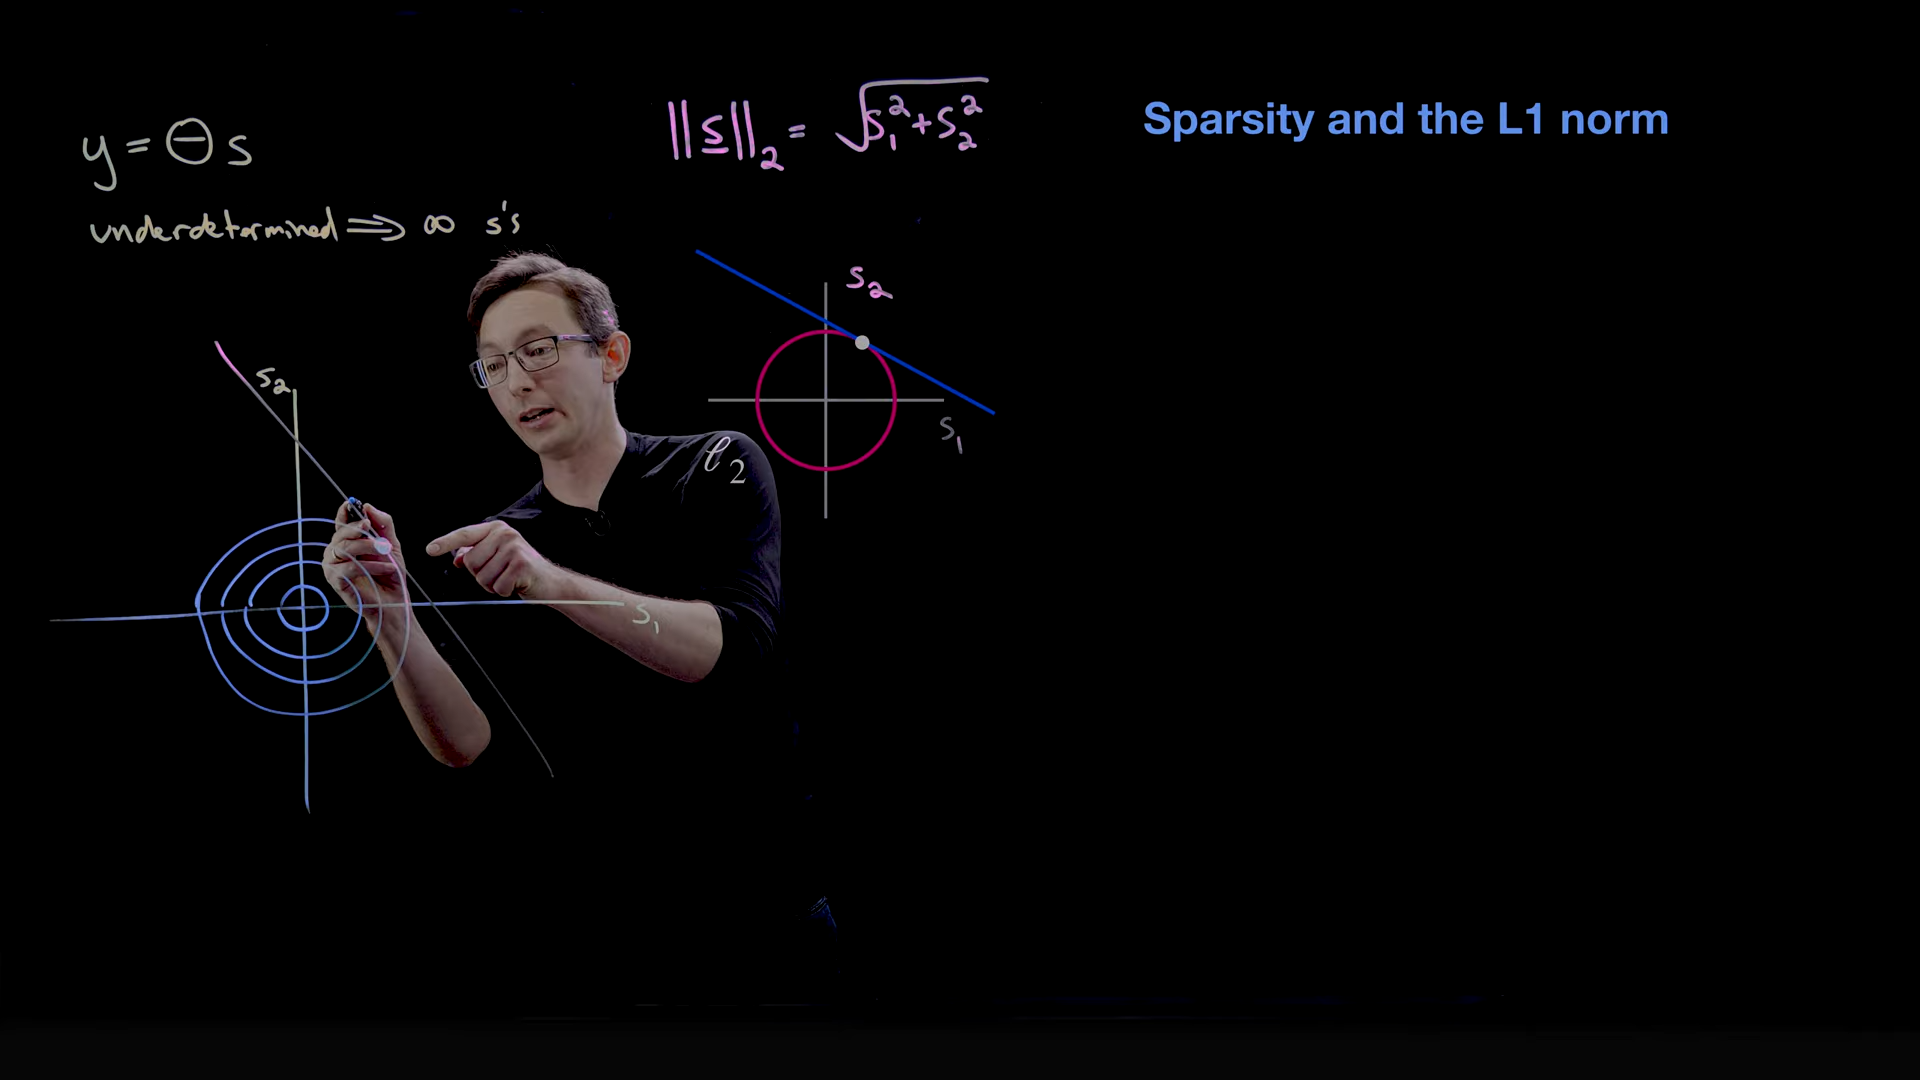 y = Θ s
underdetermined ⟹ ∞ s's
||s||₂ = √(s₁² + s₂²)
Sparsity and the L1 norm
s₂
s₁
ℓ₂
s₂
s₁